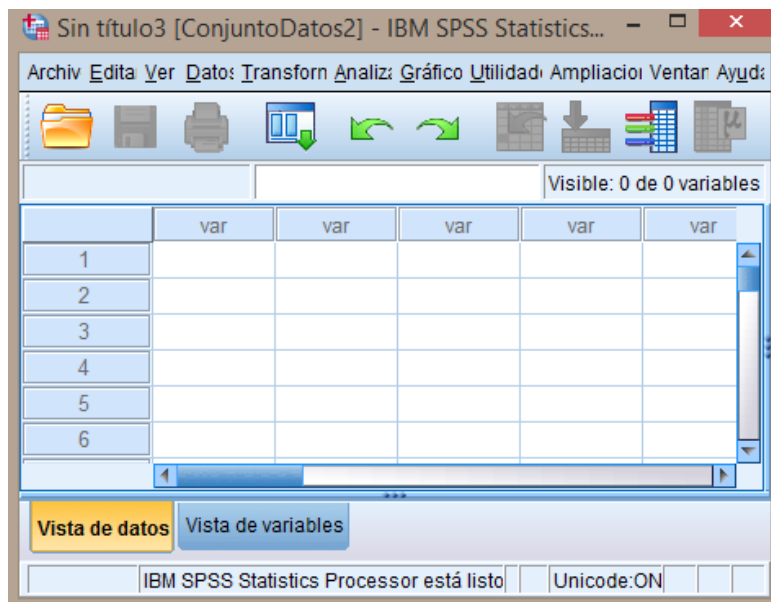 Sin título3 [ConjuntoDatos2] - IBM SPSS Statistics...
Archiv Edita Ver Datos Transforn Analiza Gráfico Utilidad Ampliacion Ventan Ayuda
Visible: 0 de 0 variables
var var var var var
1
2
3
4
5
6
Vista de datos Vista de variables
IBM SPSS Statistics Processor está listo Unicode:ON